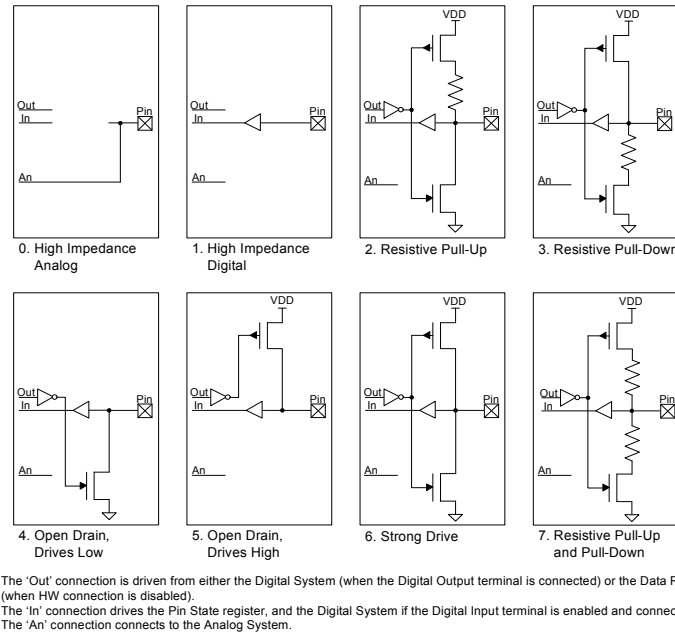 VDD
VDD
Out
In
An
Pin
Out
In
An
Pin
Out
In
An
Pin
Out
In
An
Pin
0. High Impedance
Analog
1. High Impedance
Digital
2. Resistive Pull-Up
3. Resistive Pull-Down
VDD
VDD
VDD
Out
In
An
Pin
Out
In
An
Pin
Out
In
An
Pin
Out
In
An
Pin
4. Open Drain,
Drives Low
5. Open Drain,
Drives High
6. Strong Drive
7. Resistive Pull-Up
and Pull-Down
The ‘Out’ connection is driven from either the Digital System (when the Digital Output terminal is connected) or the Data
(when HW connection is disabled).
The ‘In’ connection drives the Pin State register, and the Digital System if the Digital Input terminal is enabled and
The ‘An’ connection connects to the Analog System.